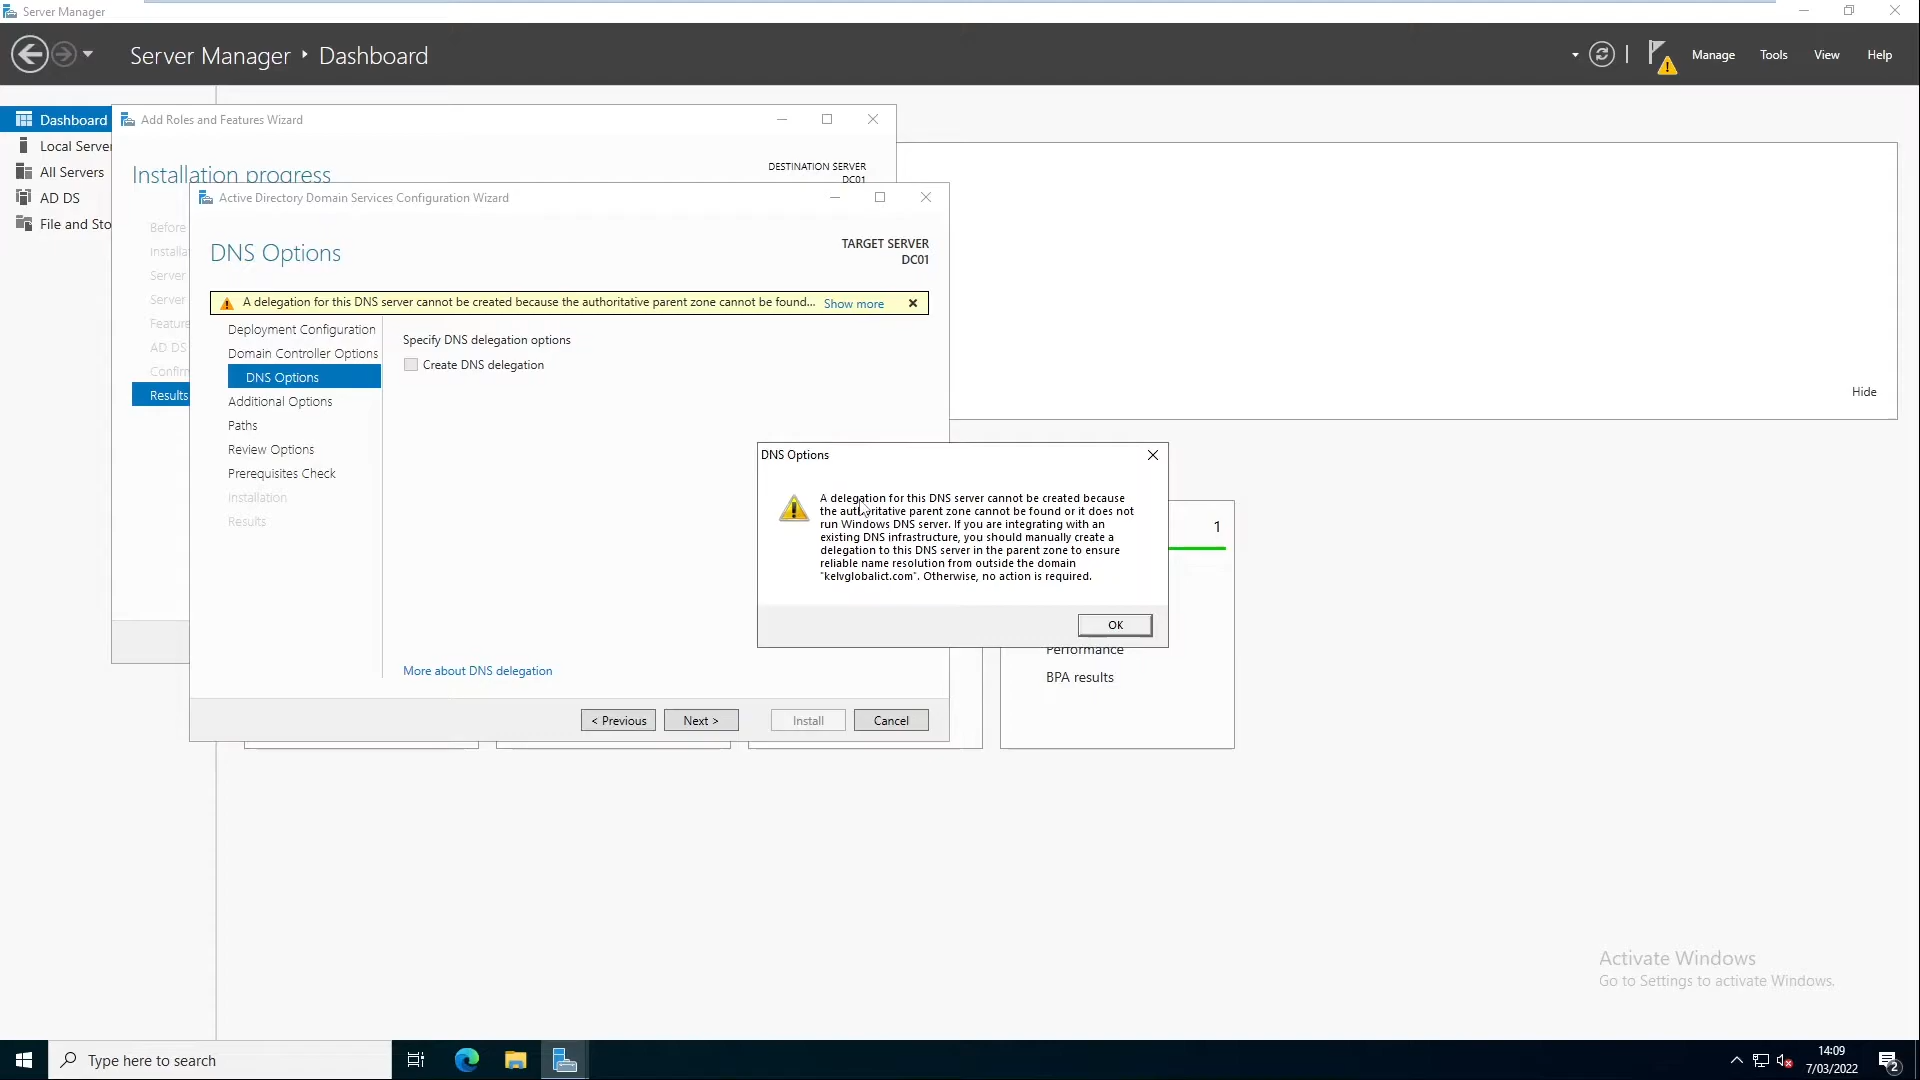 Server Manager
Server Manager ‣ Dashboard
Manage
Tools
View
Help
Dashboard
Local Server
All Servers
AD DS
File and Sto
Add Roles and Features Wizard
Installation progress
DESTINATION SERVER
DC01
Before
Installa
Server
Server
Feature
AD DS
Confirm
Results
Active Directory Domain Services Configuration Wizard
DNS Options
TARGET SERVER
DC01
A delegation for this DNS server cannot be created because the authoritative parent zone cannot be found... Show more
Deployment Configuration
Domain Controller Options
DNS Options
Additional Options
Paths
Review Options
Prerequisites Check
Installation
Results
Specify DNS delegation options
Create DNS delegation
More about DNS delegation
< Previous
Next >
Install
Cancel
DNS Options
A delegation for this DNS server cannot be created because
the authoritative parent zone cannot be found or it does not
run Windows DNS server. If you are integrating with an
existing DNS infrastructure, you should manually create a
delegation to this DNS server in the parent zone to ensure
reliable name resolution from outside the domain
"kelvglobalict.com". Otherwise, no action is required.
OK
Hide
1
Performance
BPA results
Activate Windows
Go to Settings to activate Windows.
Type here to search
14:09
7/03/2022
2